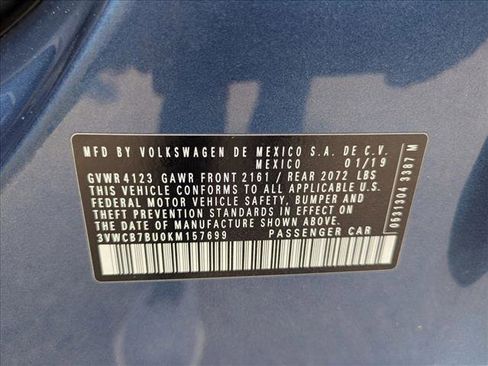 MFD BY VOLKSWAGEN DE MEXICO S.A. DE C.V.
MEXICO 01/19
GVWR 4123 GAWR FRONT 2161 / REAR 2072 LBS
THIS VEHICLE CONFORMS TO ALL APPLICABLE U.S.
FEDERAL MOTOR VEHICLE SAFETY, BUMPER AND
THEFT PREVENTION STANDARDS IN EFFECT ON
THE DATE OF MANUFACTURE SHOWN ABOVE.
3VWCB7BU0KM157699 PASSENGER CAR
0631304 3387 M